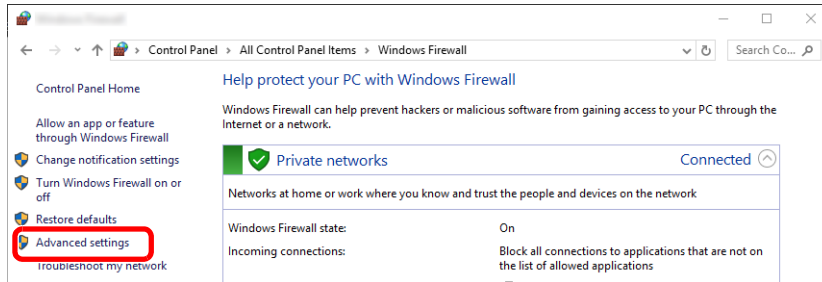 Control Panel > All Control Panel Items > Windows Firewall
Search Co...
Control Panel Home
Allow an app or feature
through Windows Firewall
Change notification settings
Turn Windows Firewall on or
off
Restore defaults
Advanced settings
Troubleshoot my network
Help protect your PC with Windows Firewall
Windows Firewall can help prevent hackers or malicious software from gaining access to your PC through the
Internet or a network.
Private networks
Connected
Networks at home or work where you know and trust the people and devices on the network
Windows Firewall state:
On
Incoming connections:
Block all connections to applications that are not on
the list of allowed applications